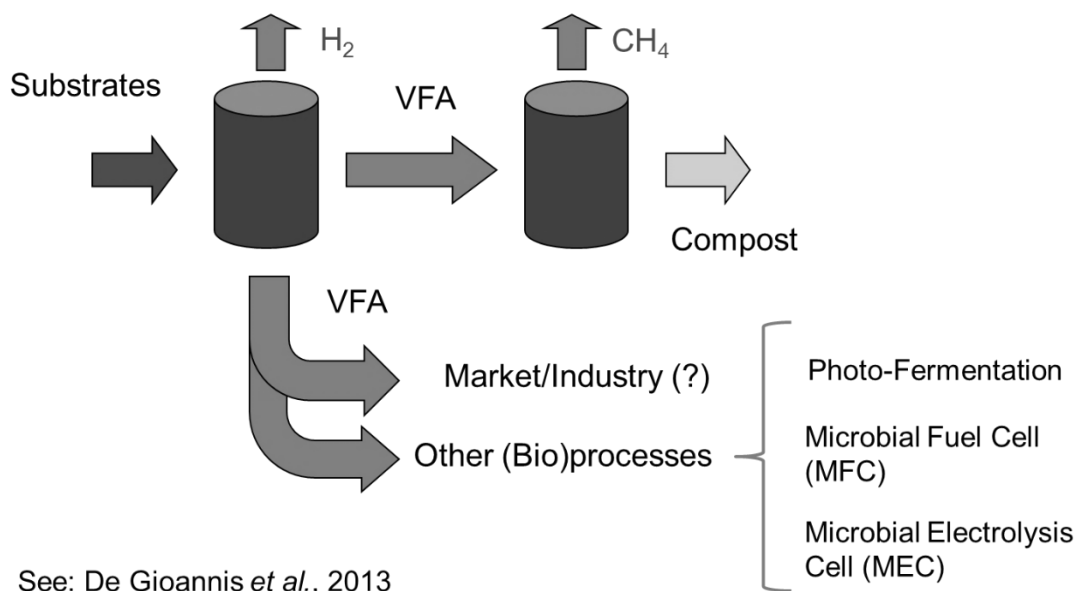 H₂
CH₄
Substrates
VFA
Compost
VFA
Market/Industry (?)
Other (Bio)processes
Photo-Fermentation
Microbial Fuel Cell
(MFC)
Microbial Electrolysis
Cell (MEC)
See: De Gioannis et al., 2013